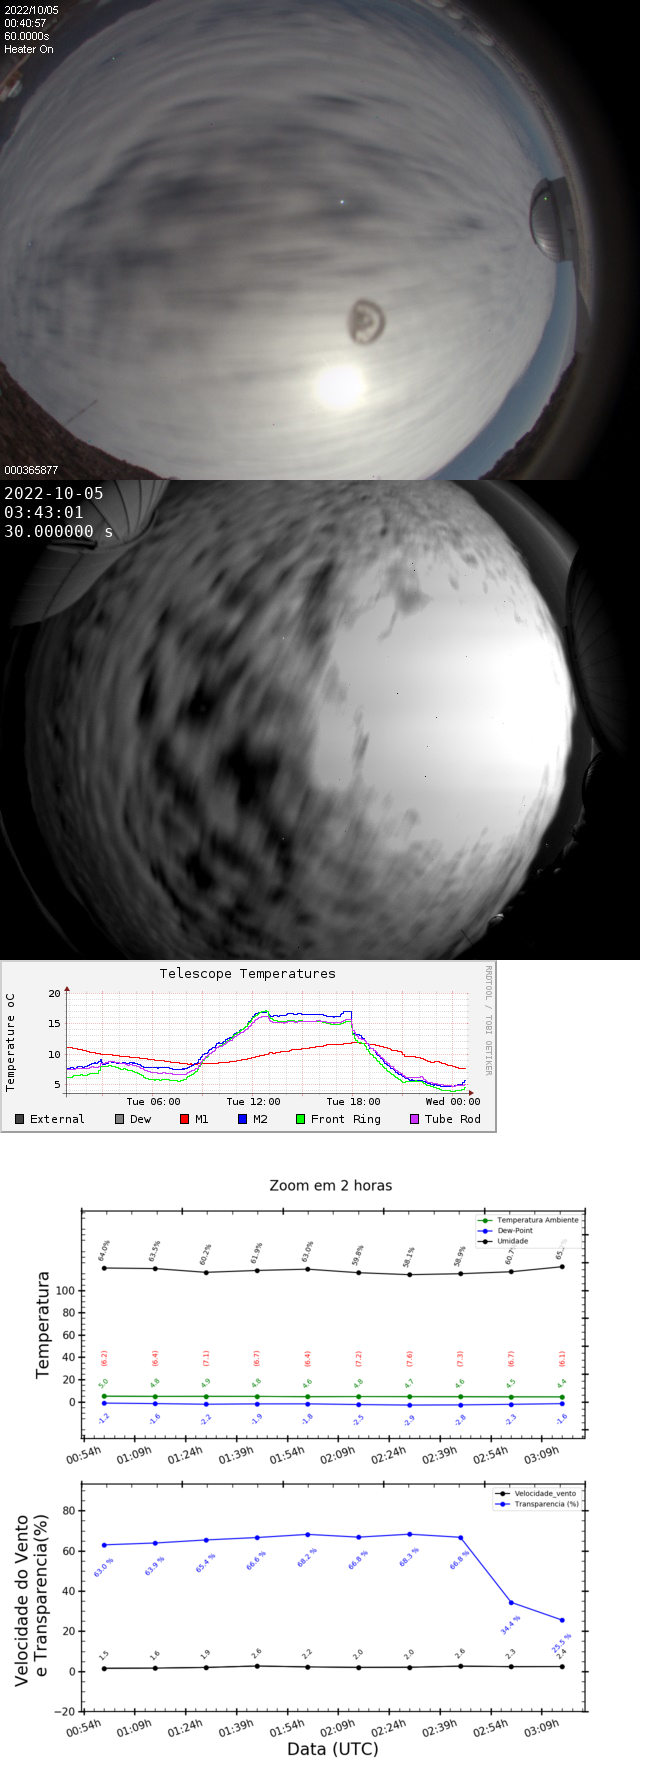 2022/10/05
00:40:57
60.0000s
Heater On
000365877
2022-10-05
03:43:01
30.000000 s
Telescope Temperatures
RRDTOOL / TOBI OETIKER
Temperature oC
20
15
10
5
Tue 06:00 Tue 12:00 Tue 18:00 Wed 00:00
External Dew M1 M2 Front Ring Tube Rod
Zoom em 2 horas
Temperatura Ambiente
Dew-Point
Umidade
64.0% 63.5% 60.2% 61.9% 63.0% 59.8% 58.1% 58.9% 60.7
Temperatura
100
80
60
40
20
0
(6.2) (6.4) (7.1) (6.7) (6.4) (7.2) (7.6) (7.3) (6.7) (6.1)
5.0 4.8 4.9 4.8 4.6 4.8 4.7 4.6 4.5 4.4
-1.2 -1.6 -2.2 -1.9 -1.8 -2.5 -2.9 -2.8 -2.3 -1.6
00:54h 01:09h 01:24h 01:39h 01:54h 02:09h 02:24h 02:39h 02:54h 03:09h
Velocidade_vento
Transparencia (%)
Velocidade do Vento
e Transparencia(%)
80
60
40
20
0
−20
63.0 % 63.9 % 65.4 % 66.6 % 68.2 % 66.8 % 68.3 % 66.8 % 34.4 % 25.5 %
1.5 1.6 1.9 2.6 2.2 2.0 2.0 2.6 2.3 2.4
00:54h 01:09h 01:24h 01:39h 01:54h 02:09h 02:24h 02:39h 02:54h 03:09h
Data (UTC)